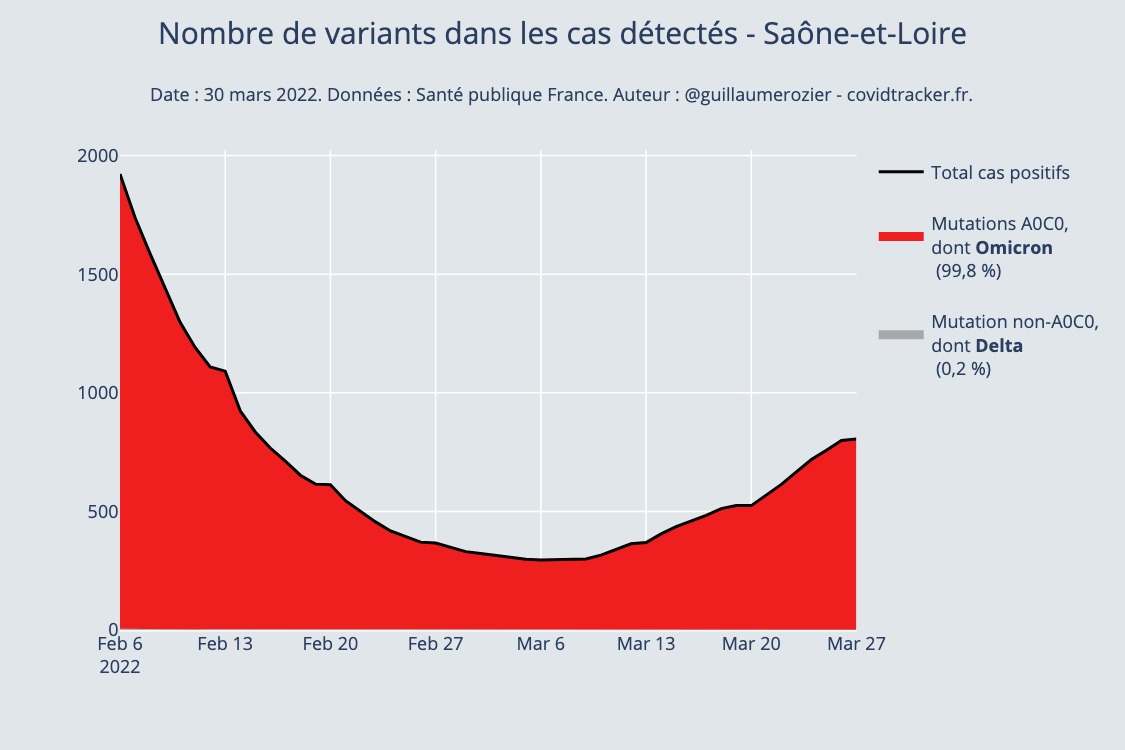 Nombre de variants dans les cas détectés - Saône-et-Loire
Date : 30 mars 2022. Données : Santé publique France. Auteur : @guillaumerozier - covidtracker.fr.
2000
1500
1000
500
0
Feb 6
2022
Feb 13
Feb 20
Feb 27
Mar 6
Mar 13
Mar 20
Mar 27
Total cas positifs
Mutations A0C0,
dont Omicron
(99,8 %)
Mutation non-A0C0,
dont Delta
(0,2 %)